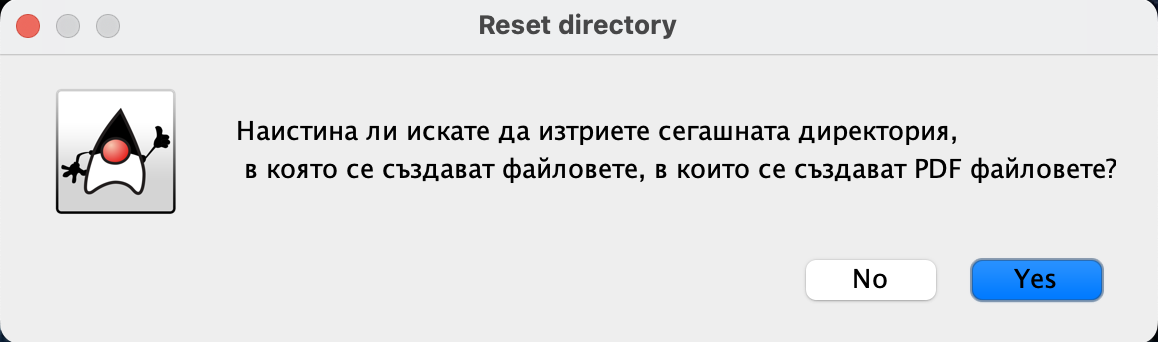 Reset directory
Наистина ли искате да изтриете сегашната директория,
в която се създават файловете, в които се създават PDF файловете?
No
Yes